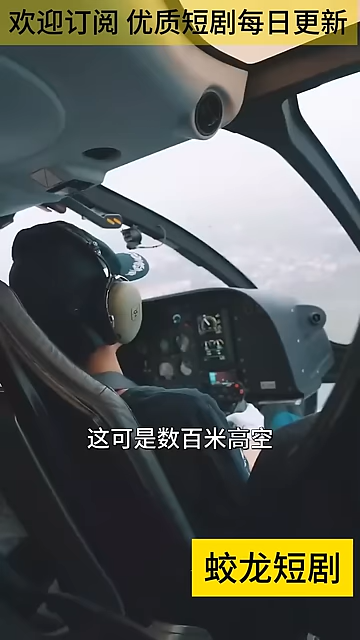 欢迎订阅 优质短剧每日更新
这可是数百米高空
蛟龙短剧